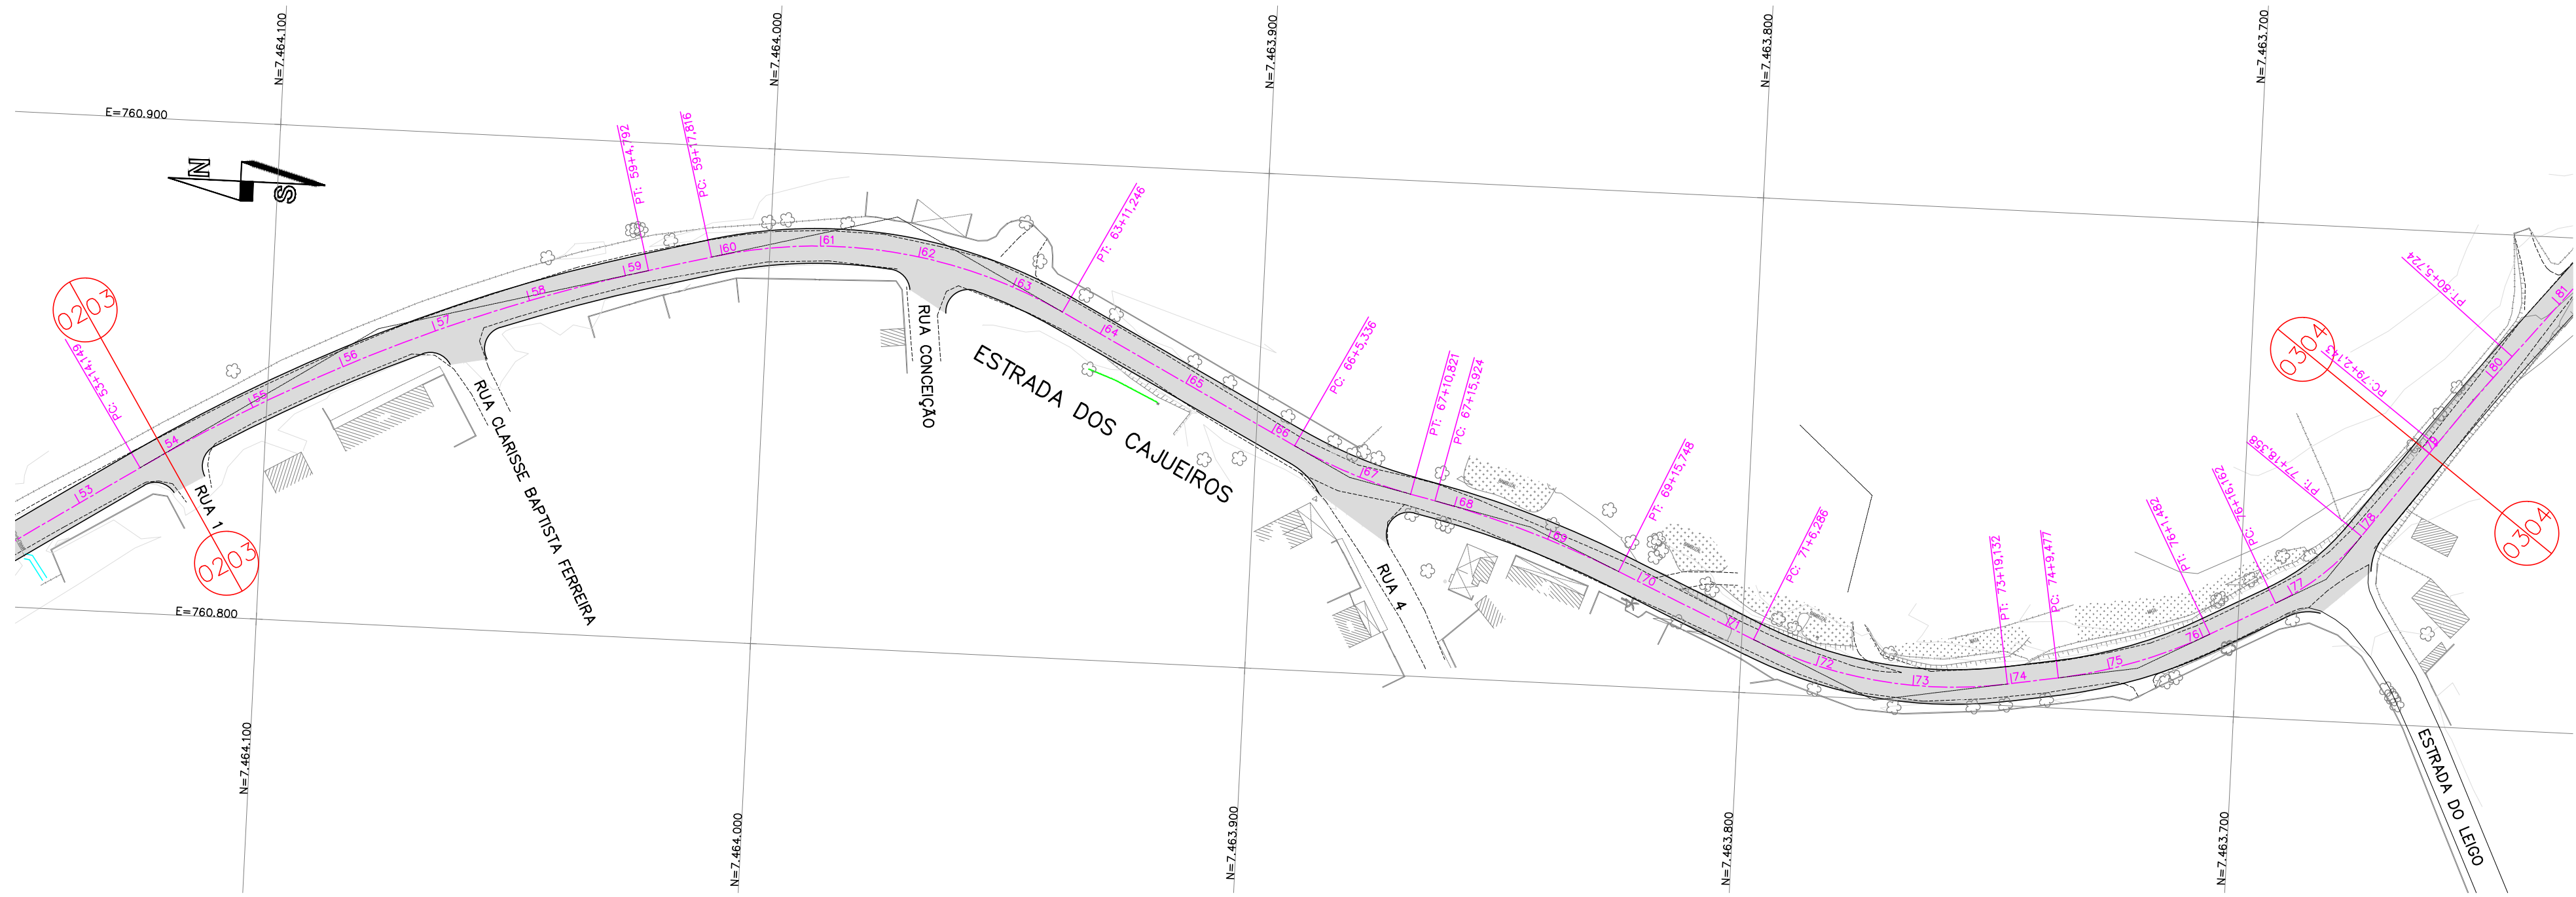 N=7.464.100
N=7.464.000
N=7.463.900
N=7.463.800
N=7.463.700
E=760.900
N
S
PT: 59+4,792
PC: 59+17,816
PT: 63+11,246
PC: 66+5,336
PT: 67+10,821
PC: 67+15,924
PT: 69+15,748
PC: 71+6,286
PT: 73+19,132
PC: 74+9,477
PT: 76+1,482
PC: 76+16,162
PT: 77+18,358
PC:79+2,143
PT:80+5,724
0203
PC: 53+14,149
0304
53
54
55
56
57
58
59
60
61
62
63
64
65
66
67
68
69
70
71
72
73
74
75
76
77
78
79
80
81
RUA 1
0203
RUA CLARISSE BAPTISTA FERREIRA
RUA CONCEIÇÃO
ESTRADA DOS CAJUEIROS
RUA 4
0304
ESTRADA DO LEIGO
E=760.800
N=7.464.100
N=7.464.000
N=7.463.900
N=7.463.800
N=7.463.700